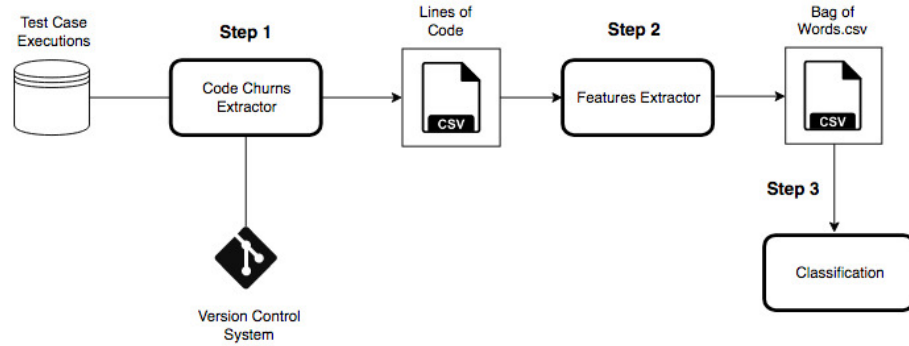 Test Case
Executions
Step 1
Code Churns
Extractor
Version Control
System
Lines of
Code
CSV
Step 2
Features Extractor
Bag of
Words.csv
CSV
Step 3
Classification